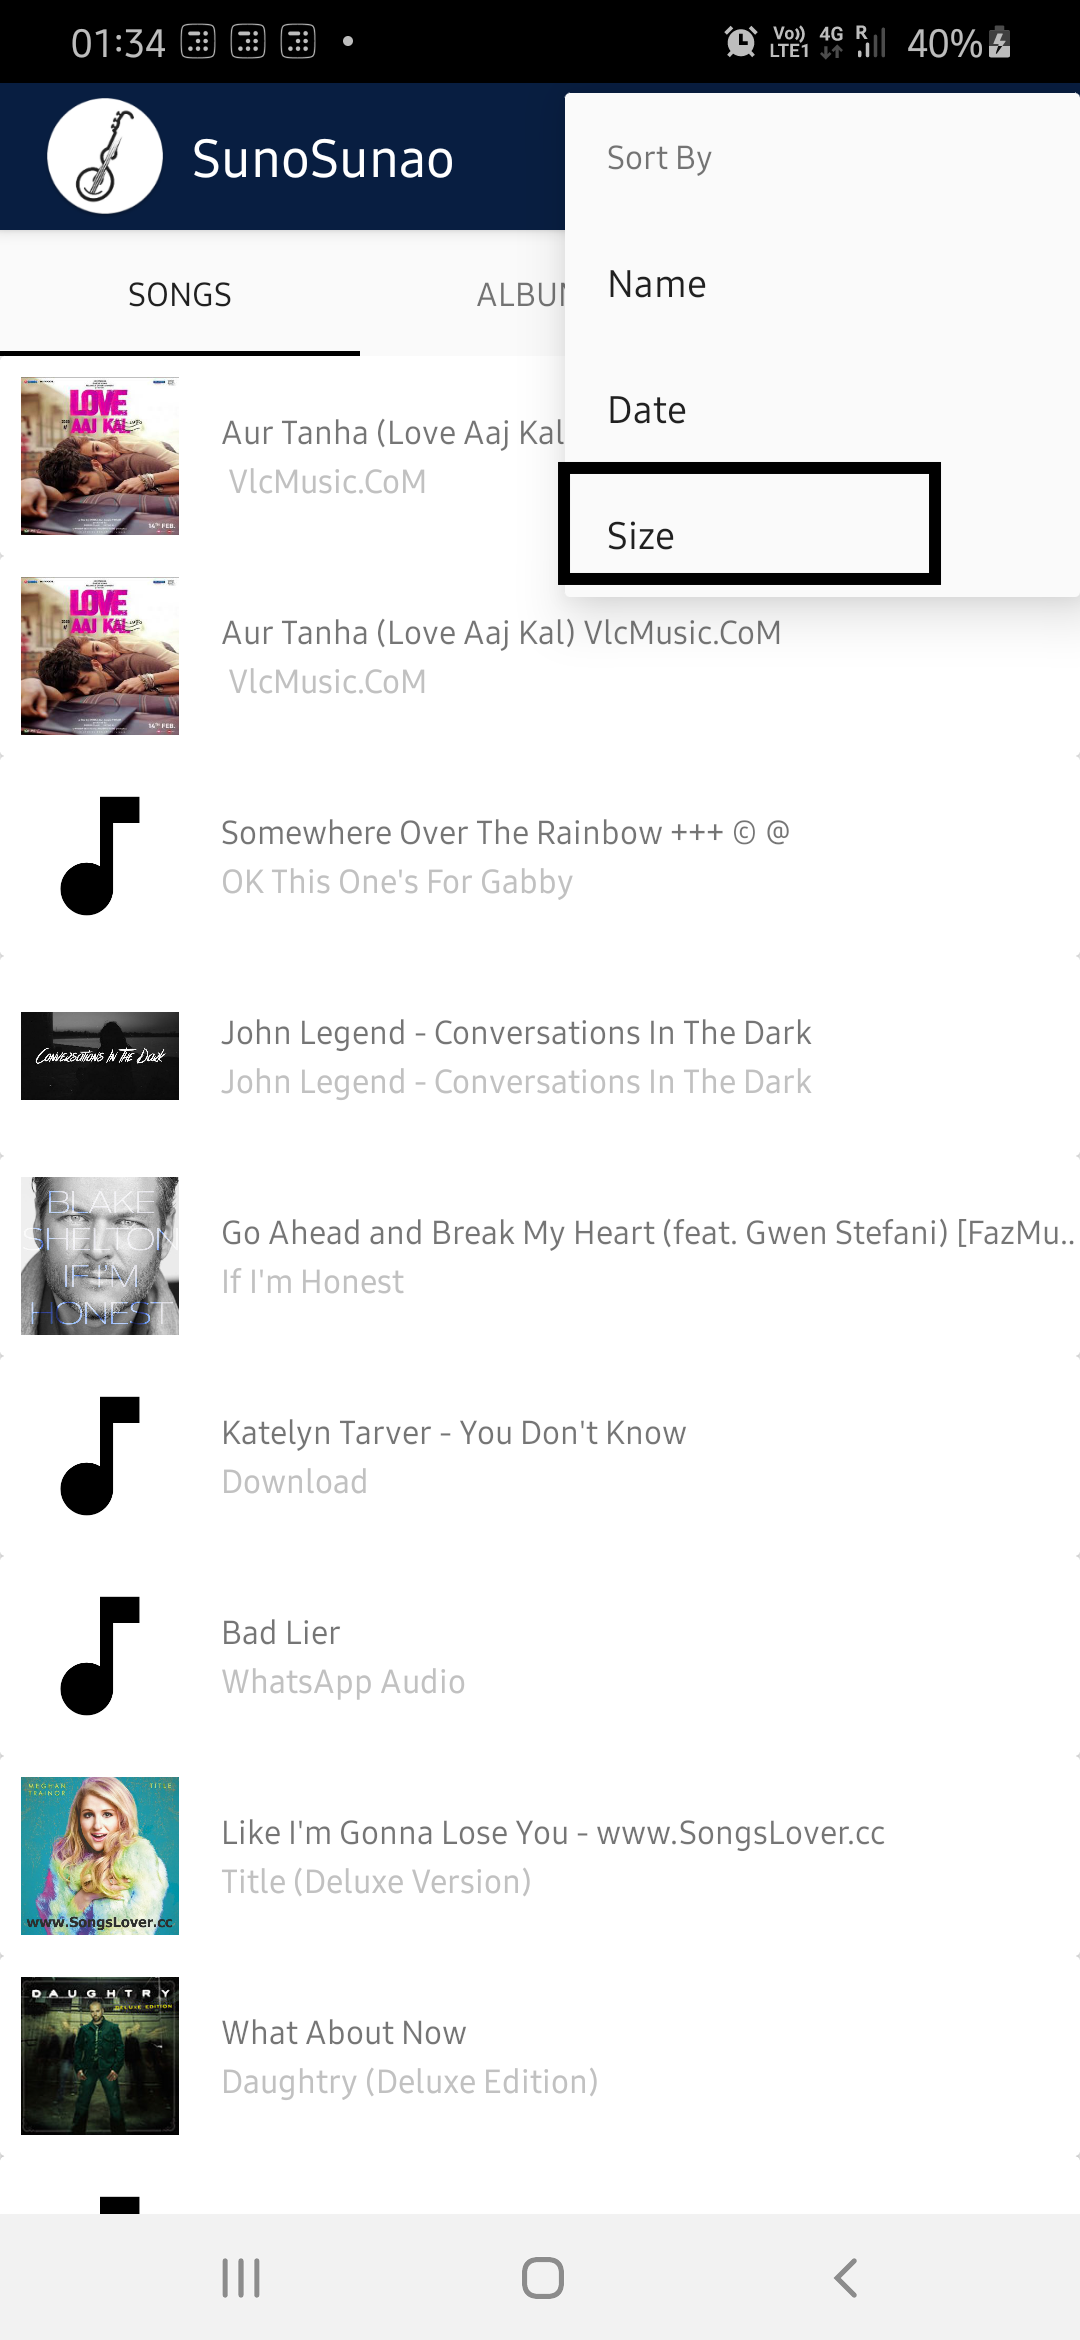 01:34
Vo)) LTE1 4G R 40%
SunoSunao
Sort By
Name
Date
Size
SONGS
ALBUM
Aur Tanha (Love Aaj Kal
VlcMusic.CoM
LOVE
AAJ KAL
14TH FEB.
Aur Tanha (Love Aaj Kal) VlcMusic.CoM
VlcMusic.CoM
LOVE
AAJ KAL
14TH FEB.
Somewhere Over The Rainbow +++ © @
OK This One's For Gabby
CONVERSATIONS IN THE DARK
John Legend - Conversations In The Dark
John Legend - Conversations In The Dark
BLAKE
SHELTON
IF I'M
HONEST
Go Ahead and Break My Heart (feat. Gwen Stefani) [FazMu..
If I'm Honest
Katelyn Tarver - You Don't Know
Download
Bad Lier
WhatsApp Audio
MEGHAN TRAINOR
TITLE
www.SongsLover.cc
Like I'm Gonna Lose You - www.SongsLover.cc
Title (Deluxe Version)
DAUGHTRY
DELUXE EDITION
What About Now
Daughtry (Deluxe Edition)